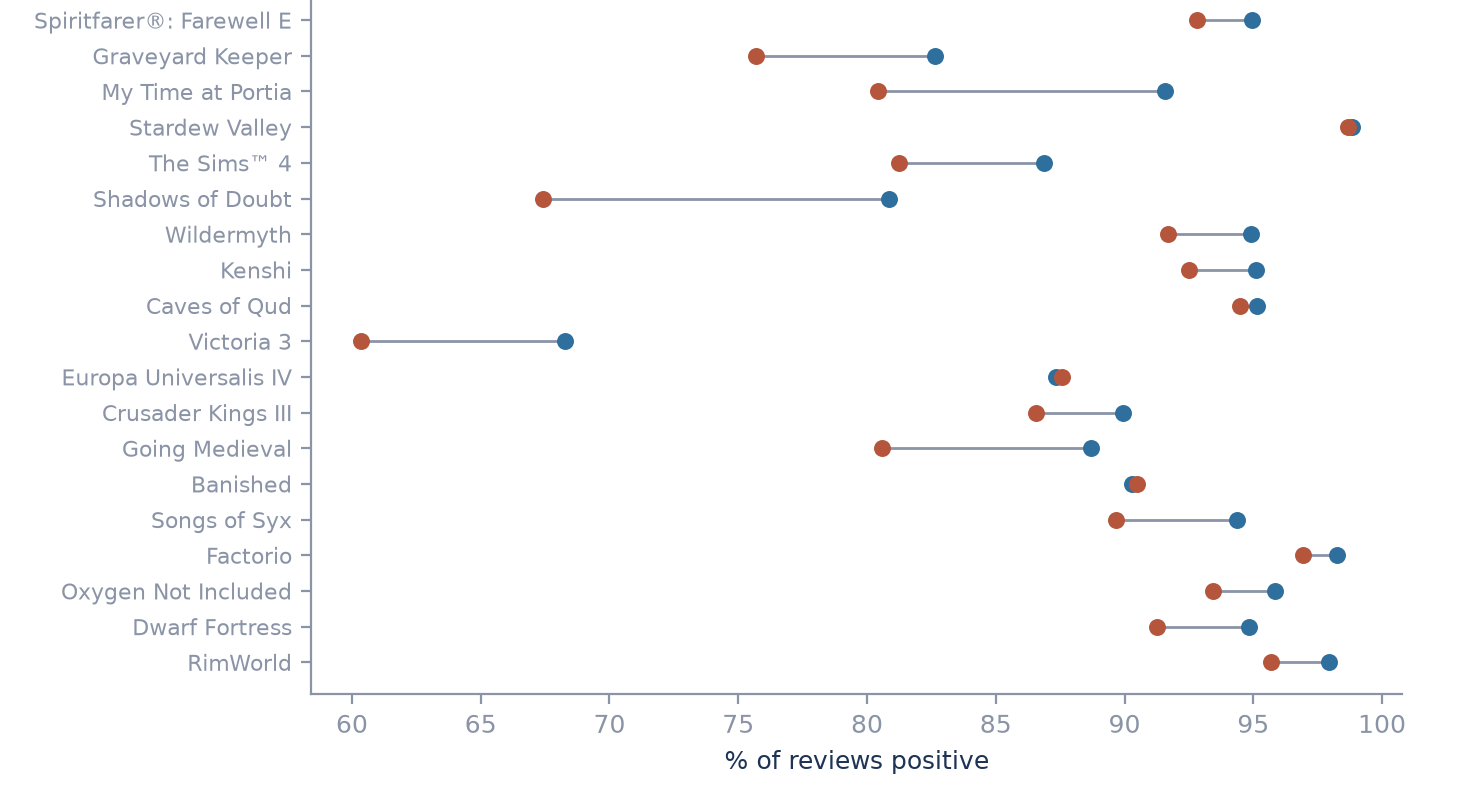 Spiritfarer®: Farewell E
Graveyard Keeper
My Time at Portia
Stardew Valley
The Sims™ 4
Shadows of Doubt
Wildermyth
Kenshi
Caves of Qud
Victoria 3
Europa Universalis IV
Crusader Kings III
Going Medieval
Banished
Songs of Syx
Factorio
Oxygen Not Included
Dwarf Fortress
RimWorld
60 65 70 75 80 85 90 95 100
% of reviews positive